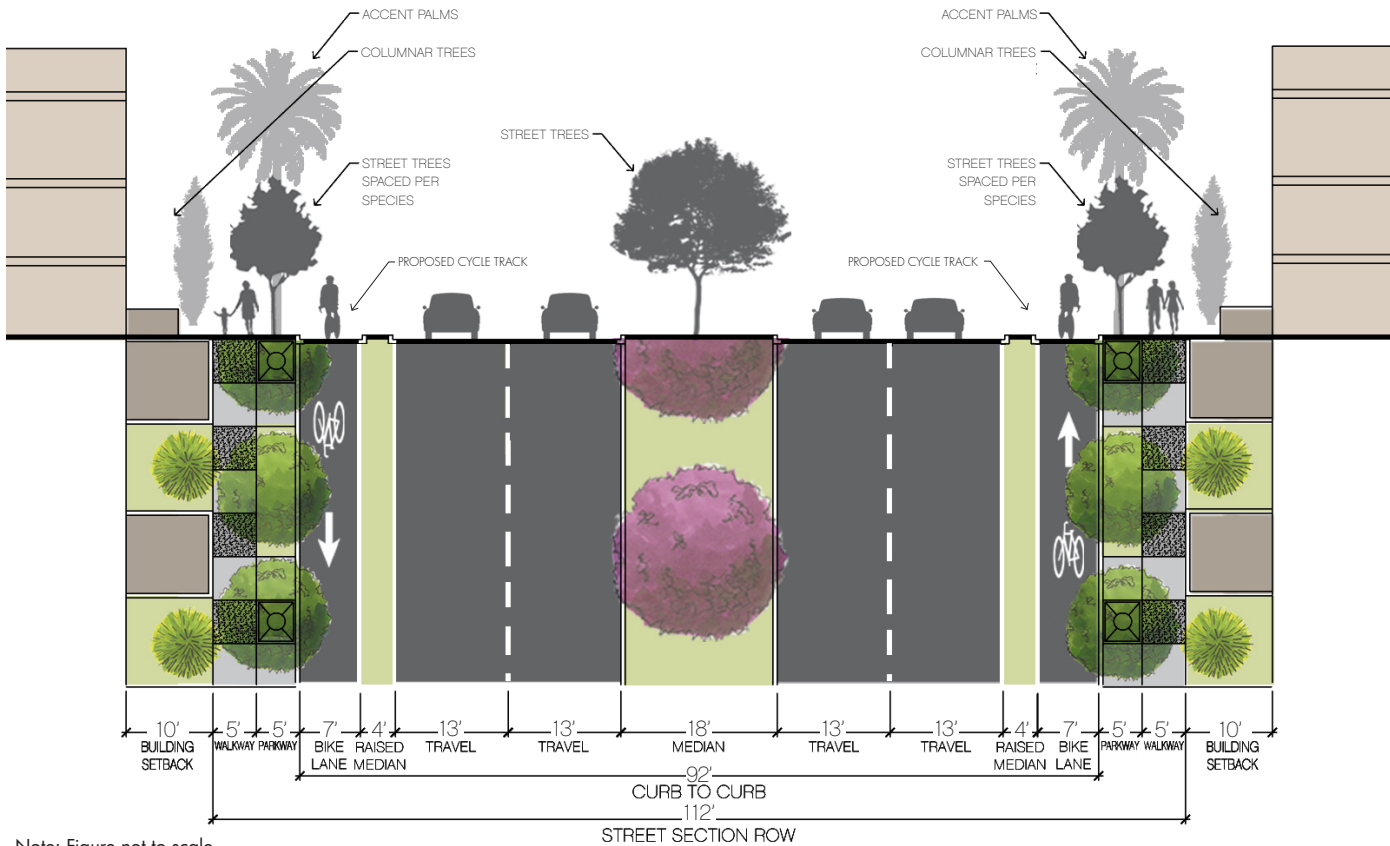 ACCENT PALMS
COLUMNAR TREES
STREET TREES
SPACED PER
SPECIES
PROPOSED CYCLE TRACK
STREET TREES
ACCENT PALMS
COLUMNAR TREES
STREET TREES
SPACED PER
SPECIES
PROPOSED CYCLE TRACK
10' 5' 5' 7' 4' 13' 13' 18' 13' 13' 4' 7' 5' 5' 10'
BUILDING WALKWAY PARKWAY BIKE RAISED TRAVEL TRAVEL MEDIAN TRAVEL TRAVEL RAISED BIKE PARKWAY WALKWAY BUILDING
SETBACK LANE MEDIAN MEDIAN LANE SETBACK
92'
CURB TO CURB
112'
STREET SECTION ROW
Note: Figure not to scale